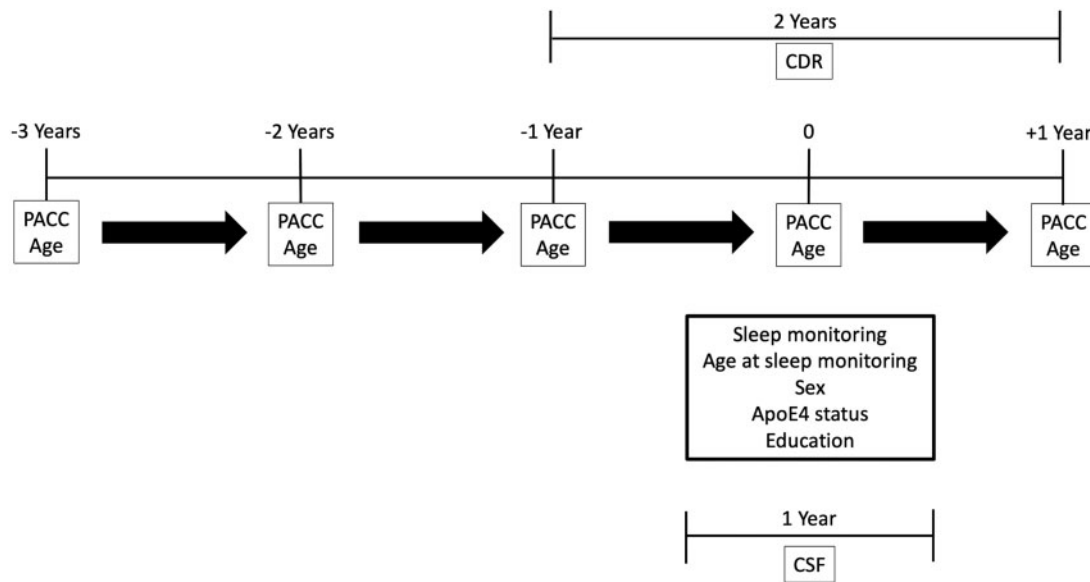 2 Years
CDR
-3 Years
-2 Years
-1 Year
0
+1 Year
PACC
Age
PACC
Age
PACC
Age
PACC
Age
PACC
Age
Sleep monitoring
Age at sleep monitoring
Sex
ApoE4 status
Education
1 Year
CSF